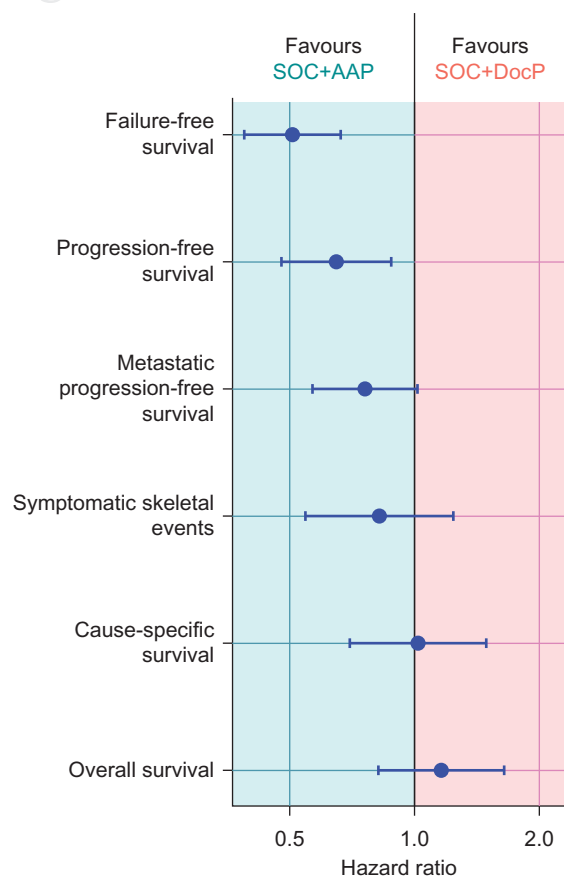 Favours
SOC+AAP
Favours
SOC+DocP
Failure-free
survival
Progression-free
survival
Metastatic
progression-free
survival
Symptomatic skeletal
events
Cause-specific
survival
Overall survival
0.5
1.0
2.0
Hazard ratio